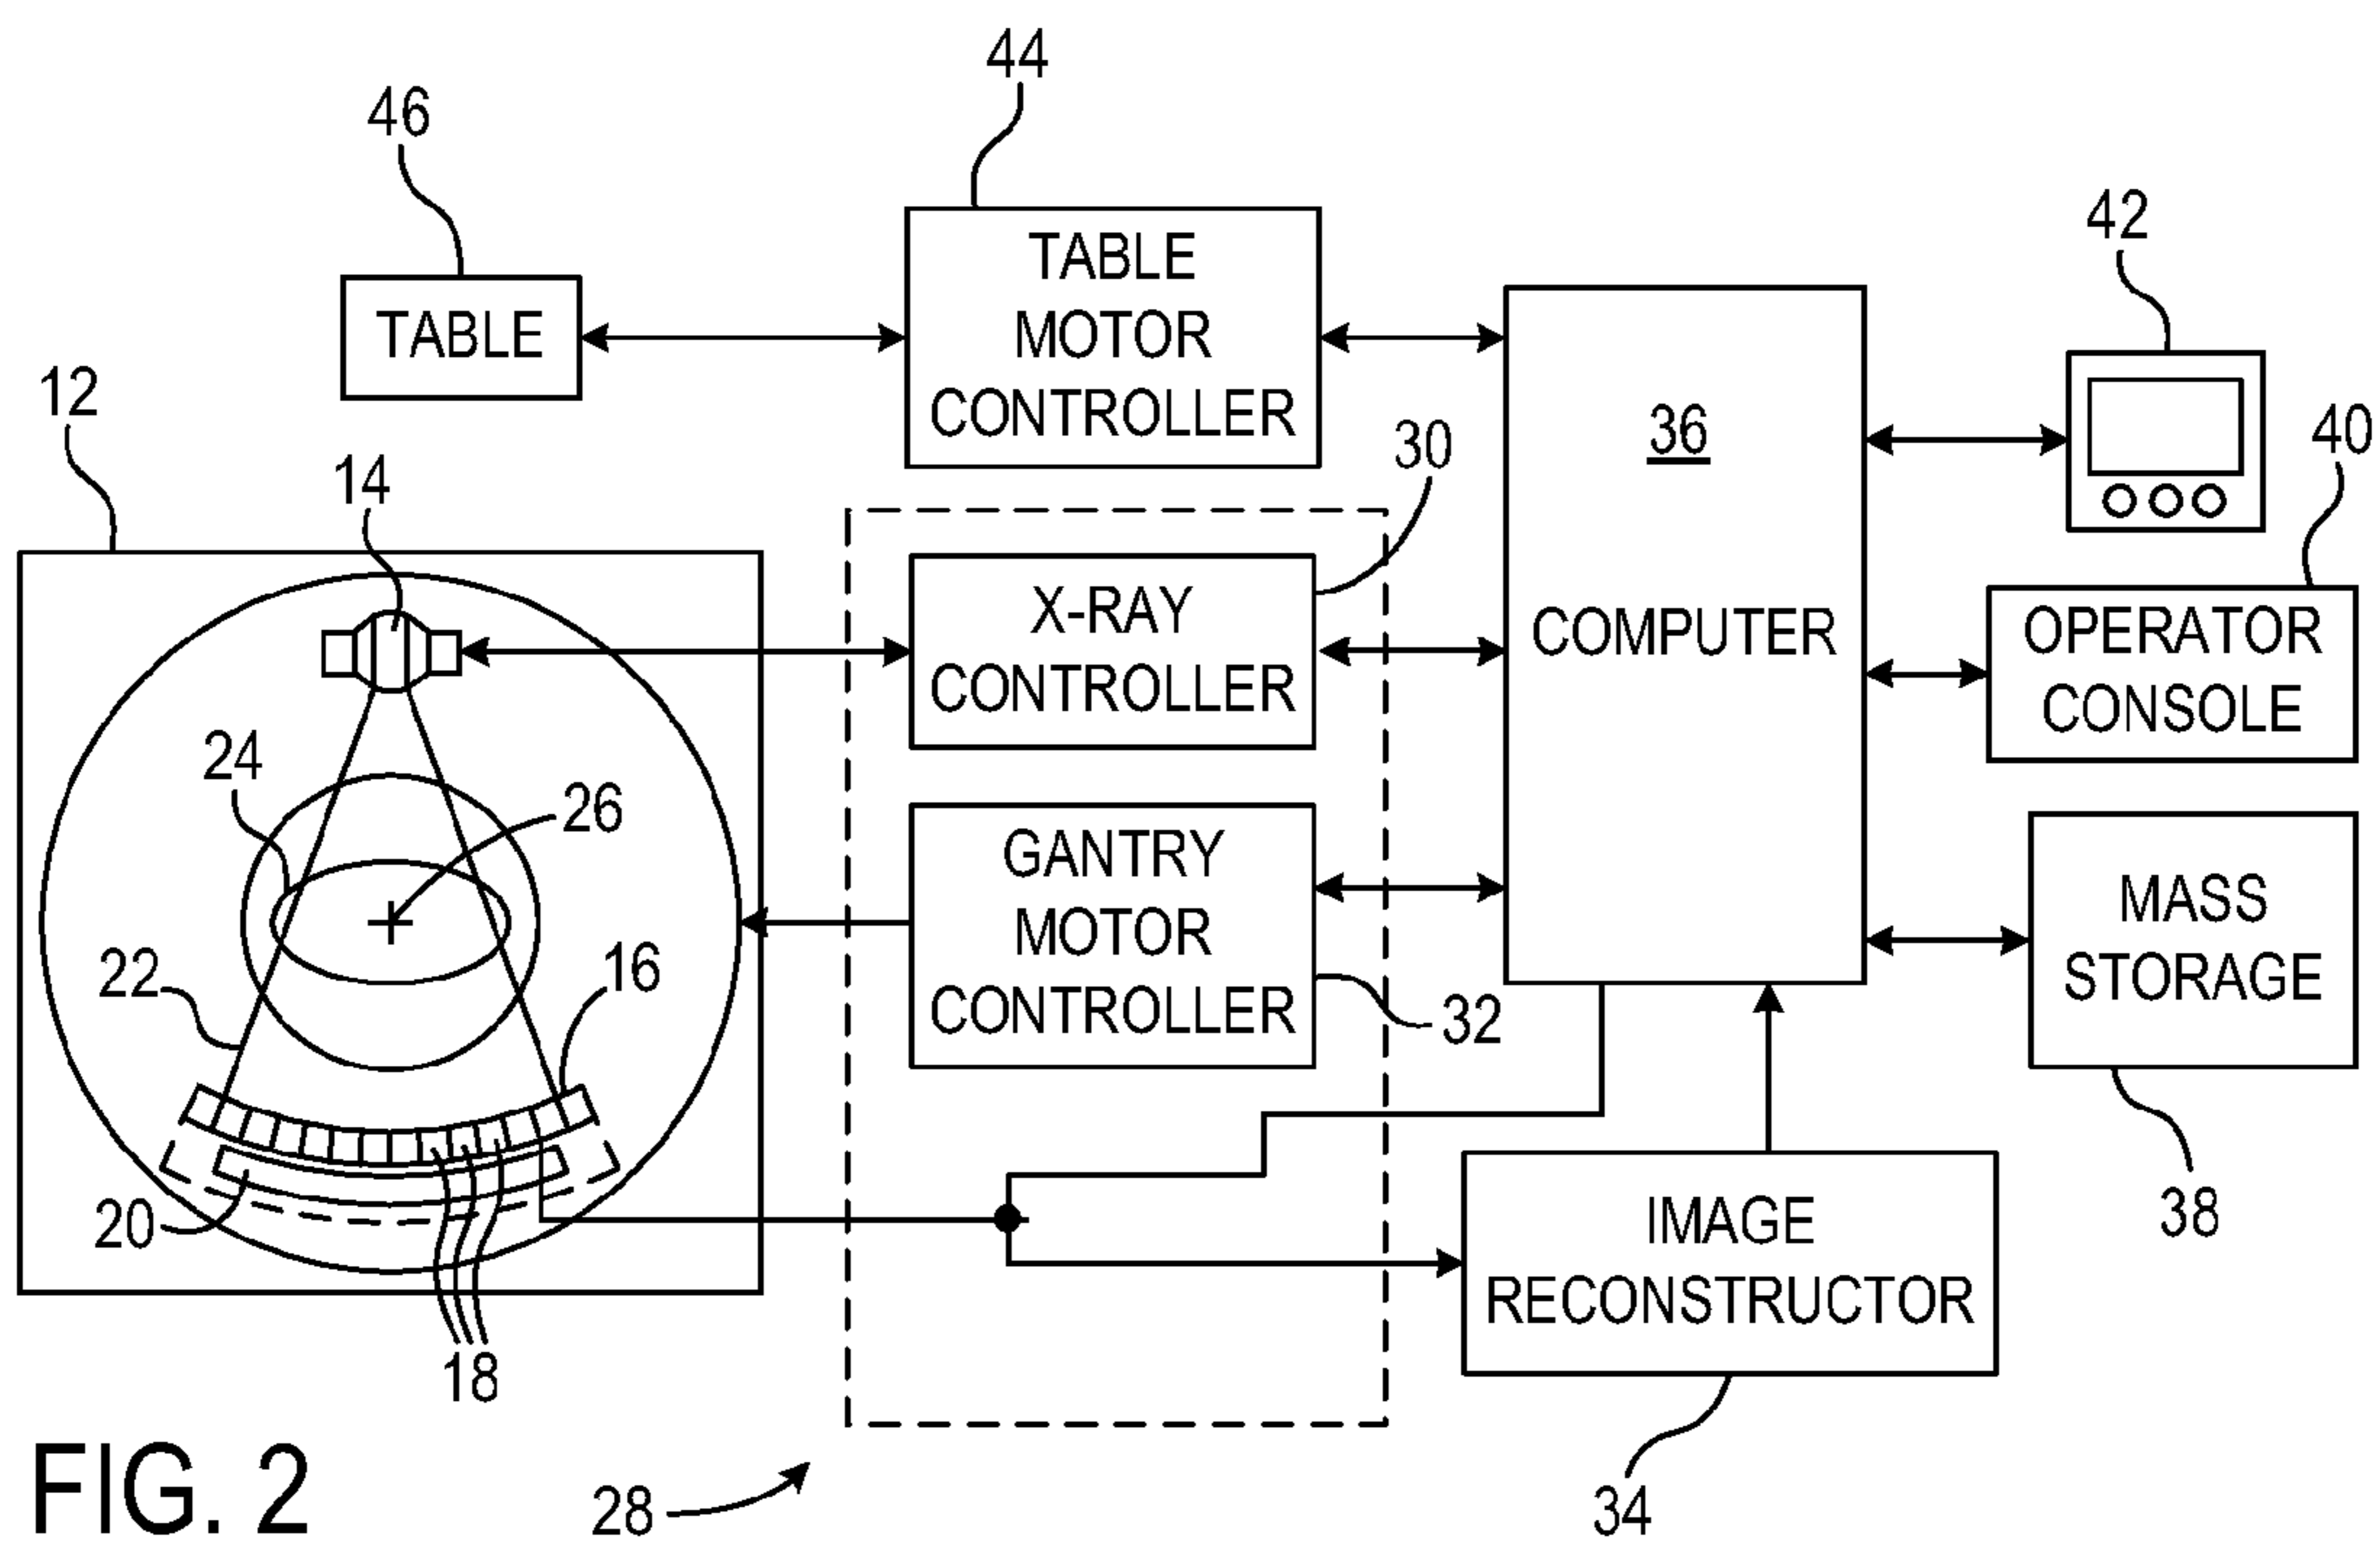 44
46
42
TABLE
MOTOR
CONTROLLER
TABLE
12
36
30
40
14
X-RAY
CONTROLLER
COMPUTER
OPERATOR
CONSOLE
24
26
GANTRY
MOTOR
CONTROLLER
MASS
STORAGE
22
16
32
20
IMAGE
RECONSTRUCTOR
38
18
FIG. 2
28
34